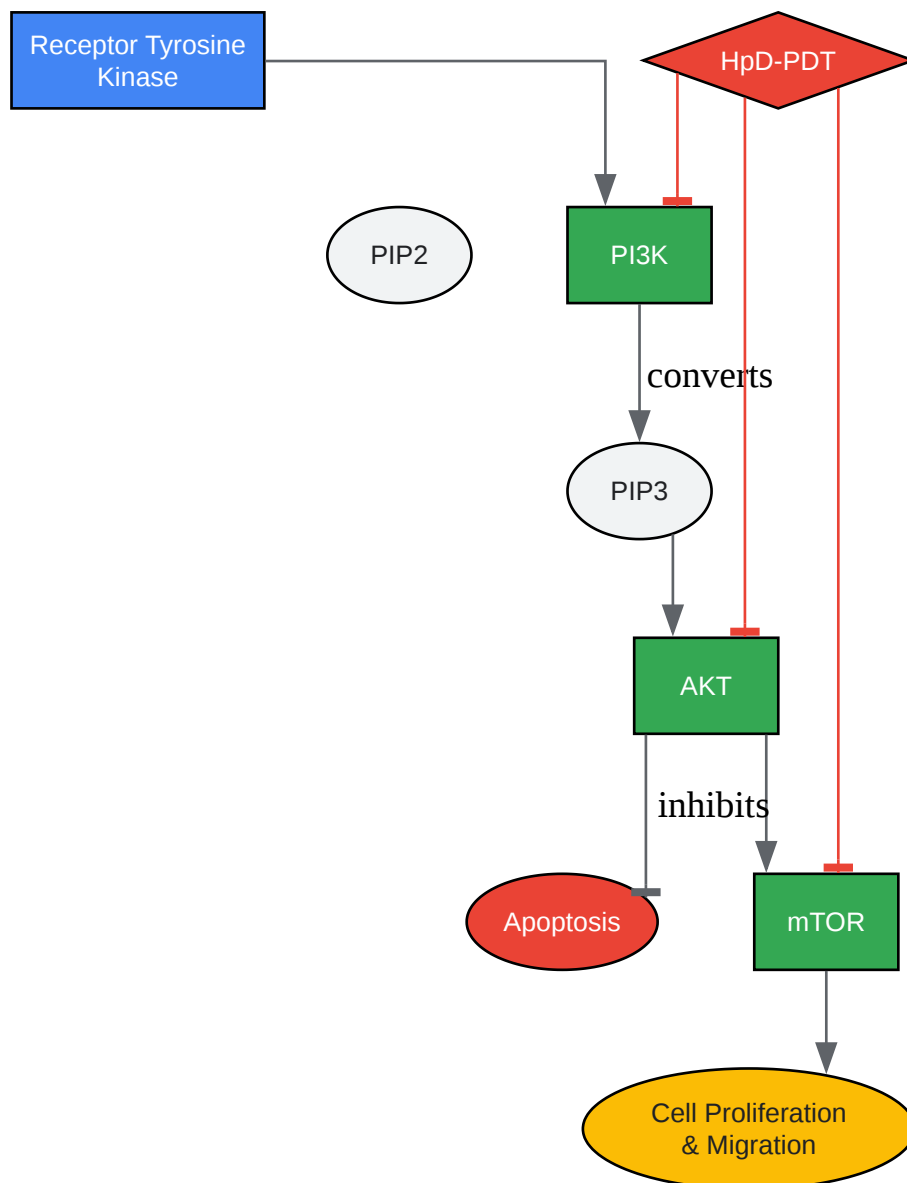 Receptor Tyrosine
Kinase
HpD-PDT
PIP2
PI3K
converts
PIP3
AKT
inhibits
Apoptosis
mTOR
Cell Proliferation
& Migration